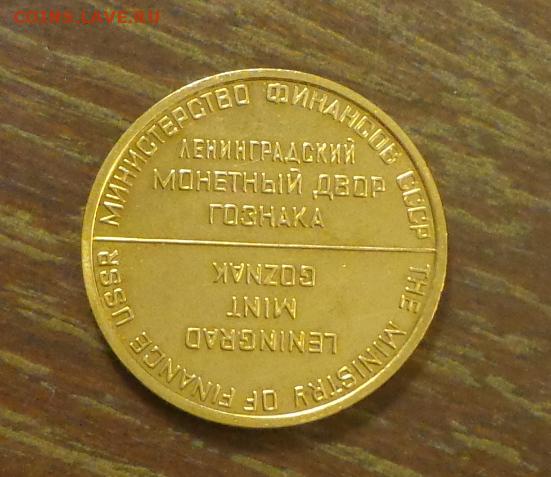 COINS.LAVE.RU
МИНИСТЕРСТВО ФИНАНСОВ СССР
ЛЕНИНГРАДСКИЙ
МОНЕТНЫЙ ДВОР
ГОЗНАКА
THE MINISTRY OF FINANCE USSR
LENINGRAD
MINT
GOZNAK